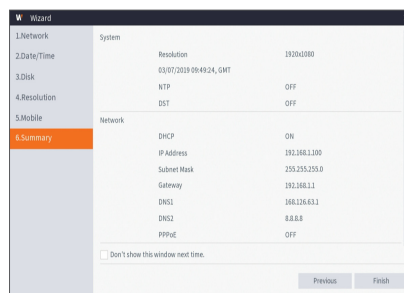 W Wizard
1.Network
2.Date/Time
3.Disk
4.Resolution
5.Mobile
6.Summary
System
Resolution 1920x1080
03/07/2019 09:49:24, GMT
NTP OFF
DST OFF
Network
DHCP ON
IP Address 192.168.1.100
Subnet Mask 255.255.255.0
Gateway 192.168.1.1
DNS1 168.126.63.1
DNS2 8.8.8.8
PPPoE OFF
Don't show this window next time.
Previous Finish